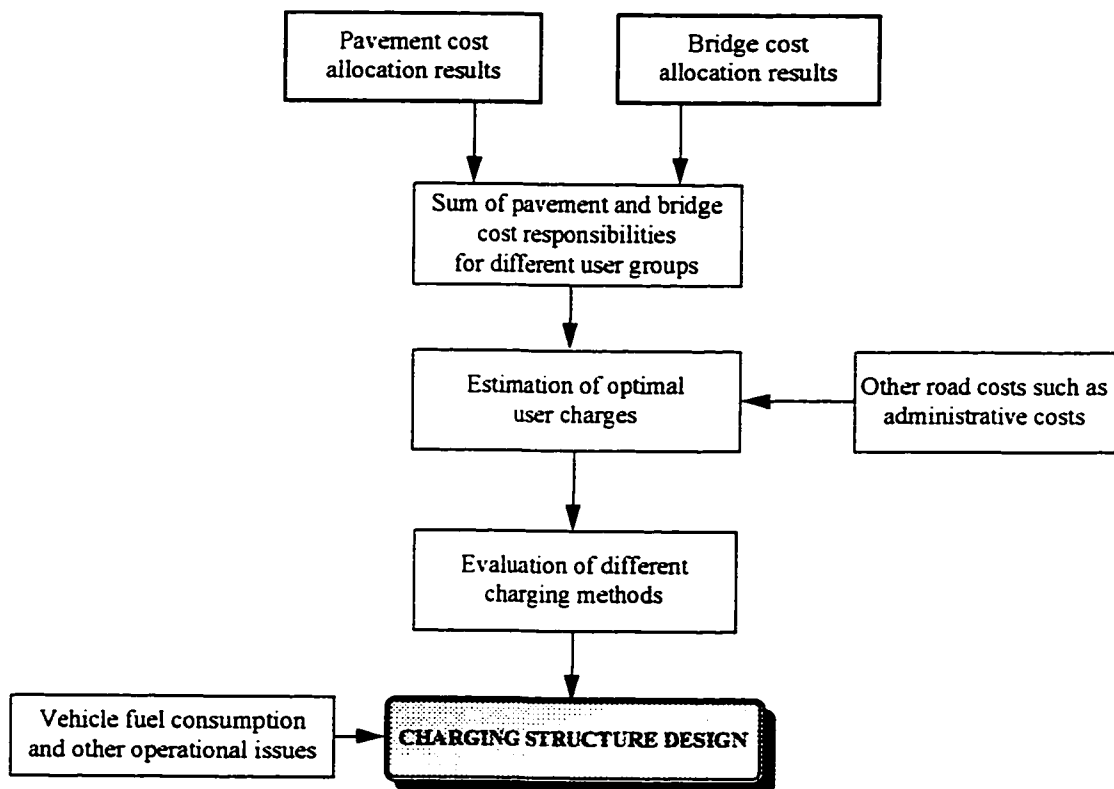 Pavement cost
allocation results
Bridge cost
allocation results
Sum of pavement and bridge
cost responsibilities
for different user groups
Estimation of optimal
user charges
Other road costs such as
administrative costs
Evaluation of different
charging methods
Vehicle fuel consumption
and other operational issues
CHARGING STRUCTURE DESIGN